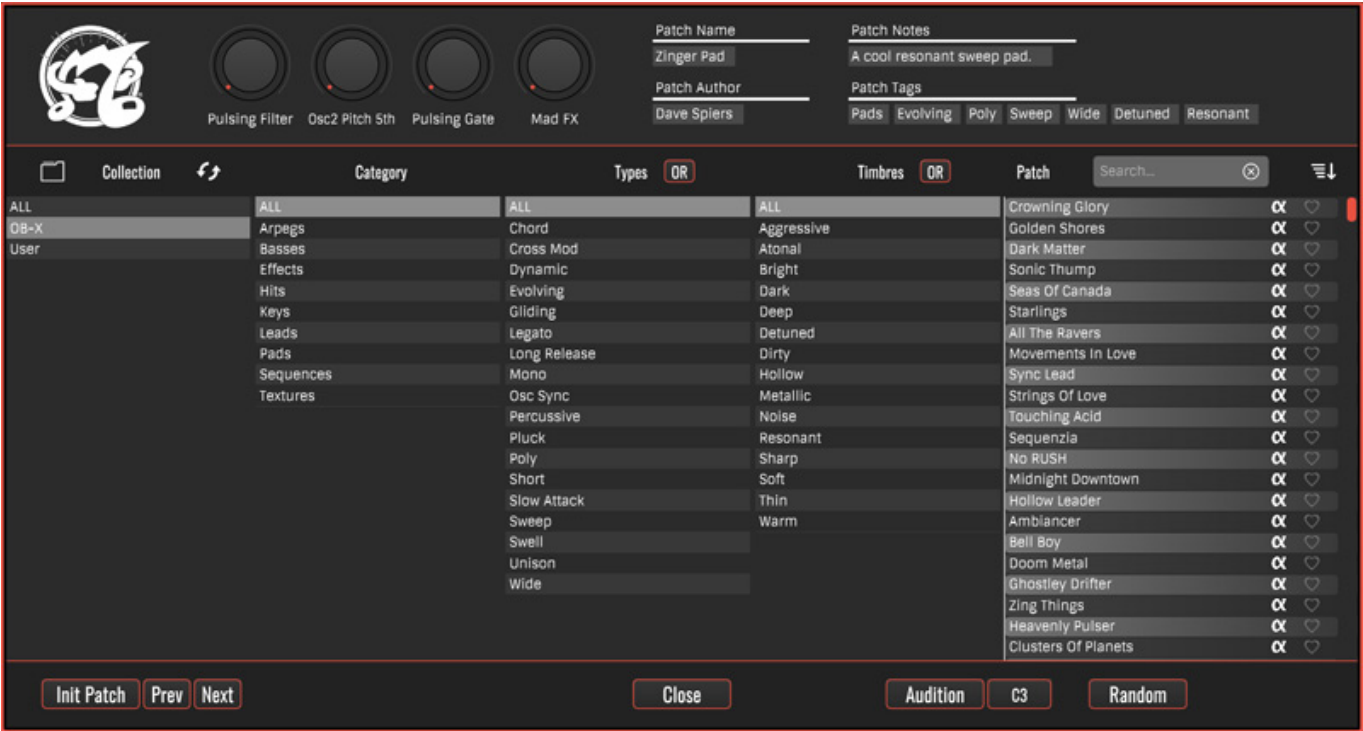 Pulsing Filter Osc2 Pitch 5th Pulsing Gate Mad FX
Patch Name
Zinger Pad
Patch Author
Dave Spiers
Patch Notes
A cool resonant sweep pad.
Patch Tags
Pads Evolving Poly Sweep Wide Detuned Resonant
Collection
ALL
OB-X
User
Category
ALL
Arpegs
Basses
Effects
Hits
Keys
Leads
Pads
Sequences
Textures
Types OR
ALL
Chord
Cross Mod
Dynamic
Evolving
Gliding
Legato
Long Release
Mono
Osc Sync
Percussive
Pluck
Poly
Short
Slow Attack
Sweep
Swell
Unison
Wide
Timbres OR
ALL
Aggressive
Atonal
Bright
Dark
Deep
Detuned
Dirty
Hollow
Metallic
Noise
Resonant
Sharp
Soft
Thin
Warm
Patch Search...
Crowning Glory α
Golden Shores α
Dark Matter α
Sonic Thump α
Seas Of Canada α
Starlings α
All The Ravers α
Movements In Love α
Sync Lead α
Strings Of Love α
Touching Acid α
Sequenzia α
No RUSH α
Midnight Downtown α
Hollow Leader α
Ambiancer α
Bell Boy α
Doom Metal α
Ghostley Drifter α
Zing Things α
Heavenly Pulser α
Clusters Of Planets α
Init Patch Prev Next Close Audition C3 Random